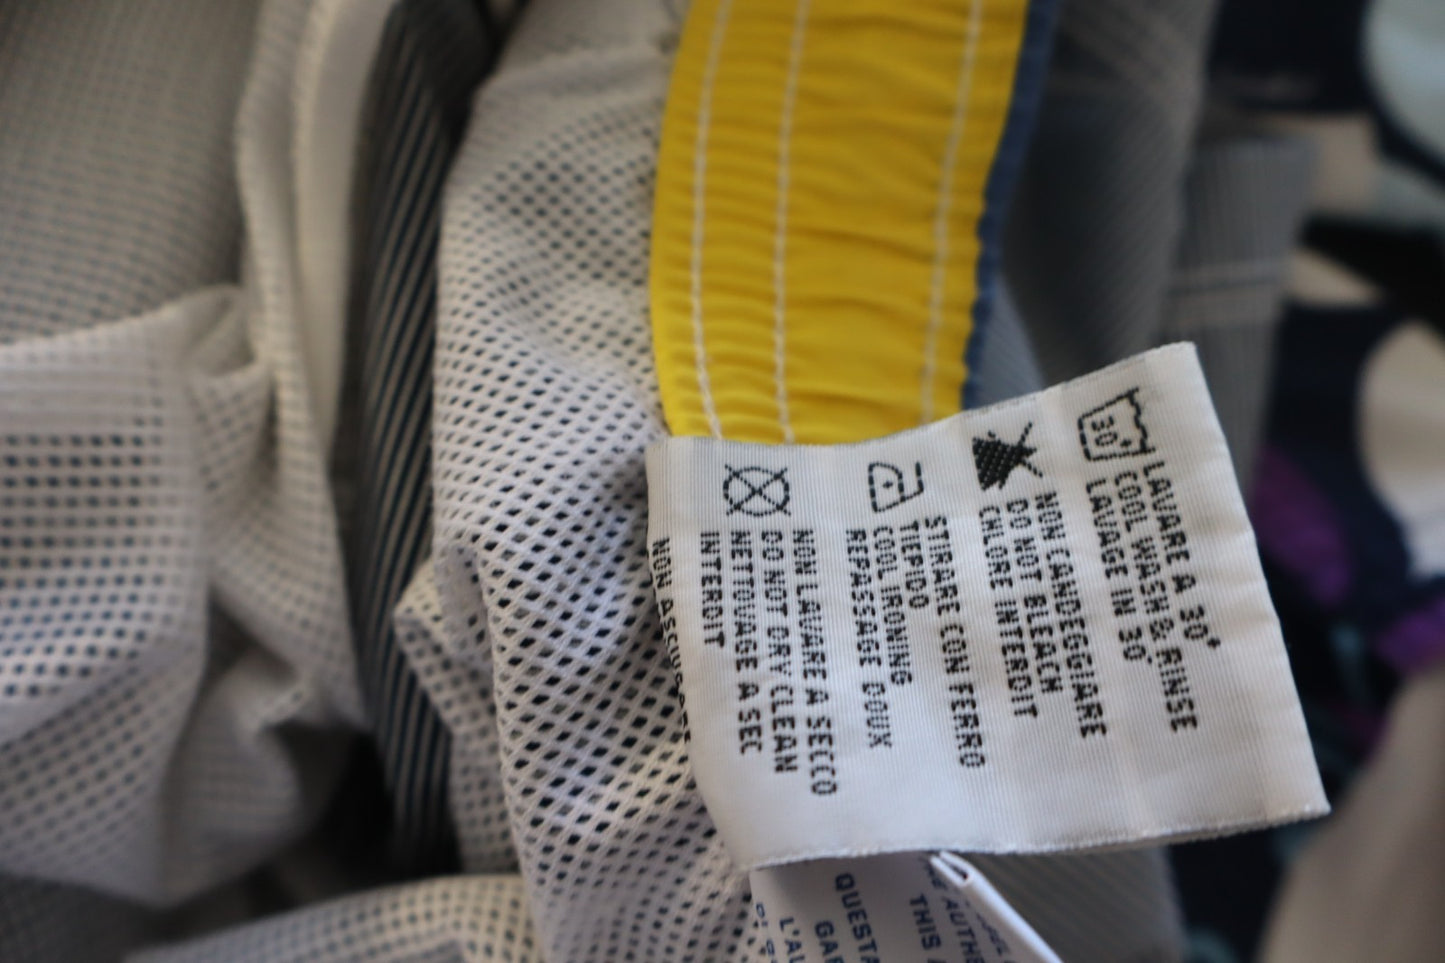 30°
LAVARE A 30°
COOL WASH & RINSE
LAVAGE IN 30°
NON CANDEGGIARE
DO NOT BLEACH
CHLORE INTERDIT
STIRARE CON FERRO
TIEPIDO
COOL IRONING
REPASSAGE DOUX
NON LAVARE A SECCO
DO NOT DRY CLEAN
NETTOYAGE A SEC
INTERDIT
NON
THIS
QUESTA